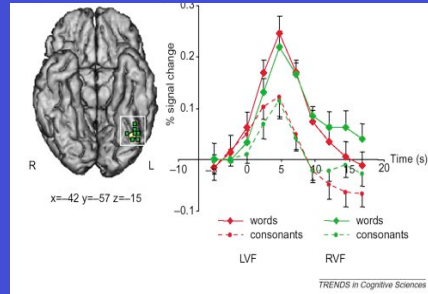 0.3
0.2
0.1
% signal change
−10
0
5
10
15
20
Time (s)
−0.1
R
L
x=−42 y=−57 z=−15
words
consonants
words
consonants
LVF
RVF
TRENDS in Cognitive Sciences